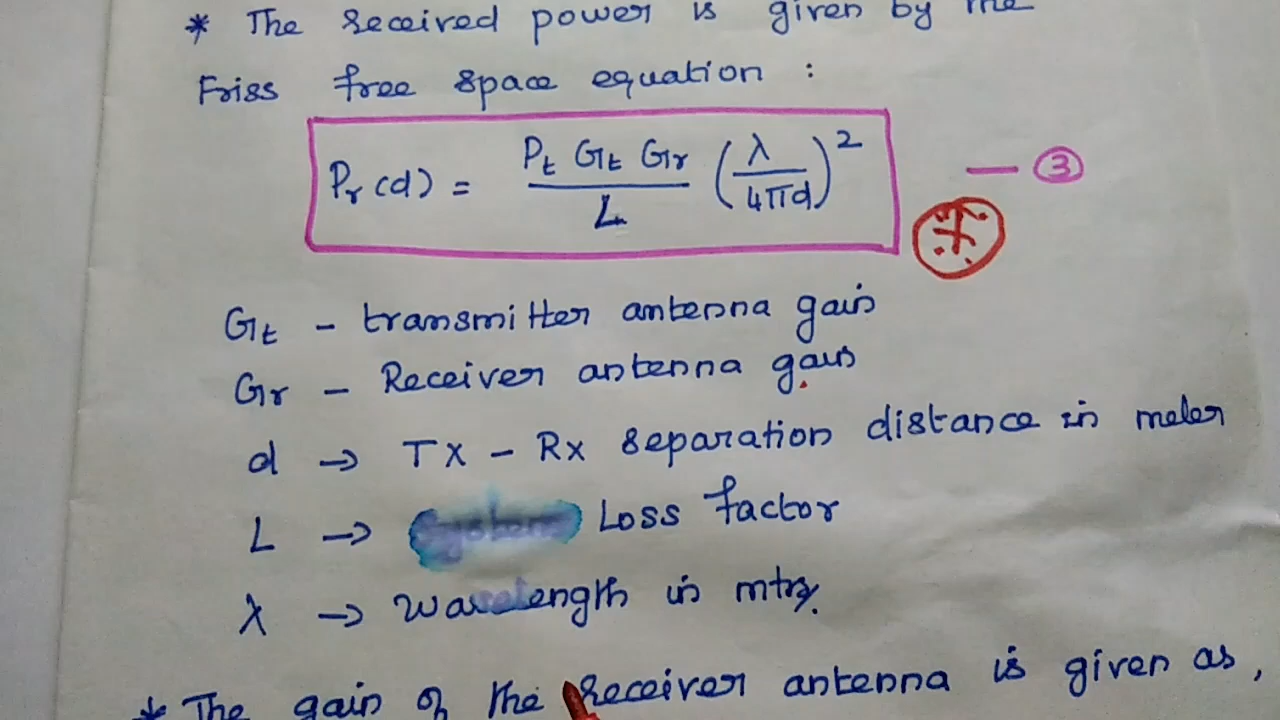 * The received power is given by the
Friss free space equation :
Pr(d) = Pt Gt Gr / L (λ / 4πd)² — ③
Gt - transmitter antenna gain
Gr - Receiver antenna gain
d → TX - RX separation distance in meter
L → System Loss factor
λ → Wavelength in mtrs.
* The gain of the Receiver antenna is given as,